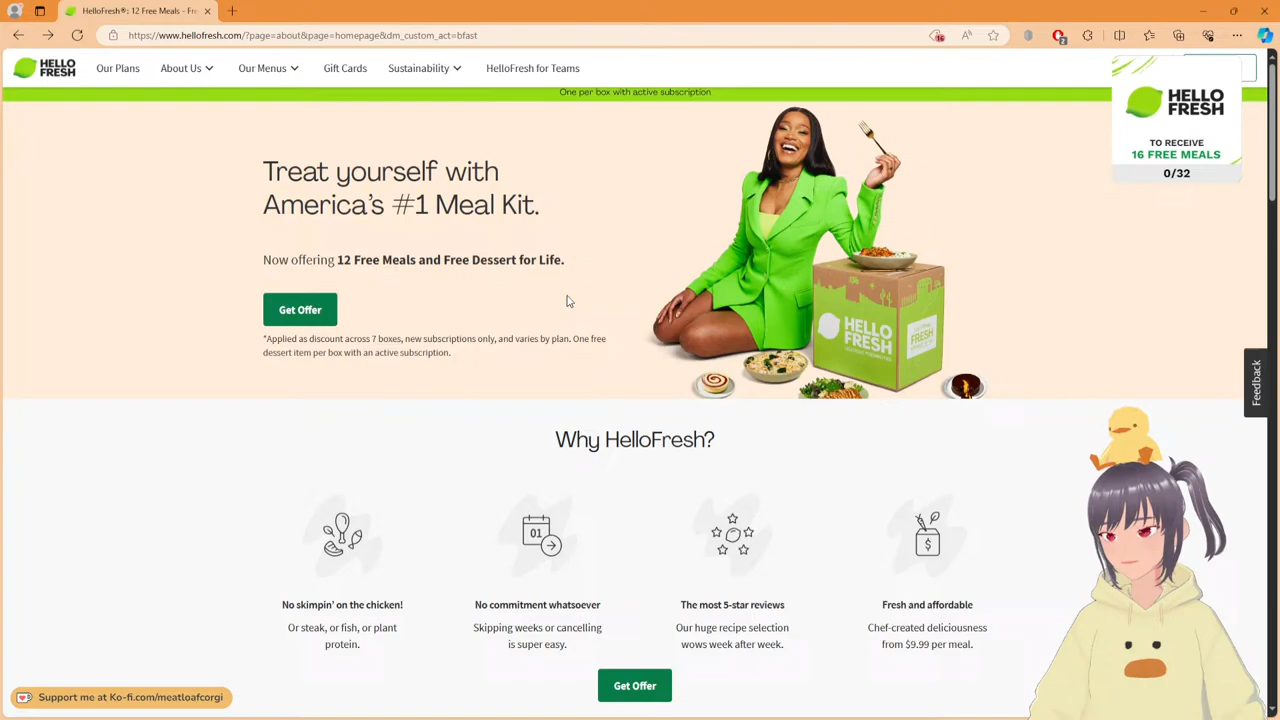 HelloFresh®: 12 Free Meals - Fr
https://www.hellofresh.com/?page=about&page=homepage&dm_custom_act=bfast
16
2
HELLO
FRESH
Our Plans
About Us
Our Menus
Gift Cards
Sustainability
HelloFresh for Teams
One per box with active subscription
HELLO
FRESH
TO RECEIVE
16 FREE MEALS
0/32
Treat yourself with
America's #1 Meal Kit.
Now offering 12 Free Meals and Free Dessert for Life.
Get Offer
*Applied as discount across 7 boxes, new subscriptions only, and varies by plan. One free
dessert item per box with an active subscription.
HELLO
FRESH
Feedback
Why HelloFresh?
01
$
No skimpin' on the chicken!
Or steak, or fish, or plant
protein.
No commitment whatsoever
Skipping weeks or cancelling
is super easy.
The most 5-star reviews
Our huge recipe selection
wows week after week.
Fresh and affordable
Chef-created deliciousness
from $9.99 per meal.
Get Offer
Support me at Ko-fi.com/meatloafcorgi